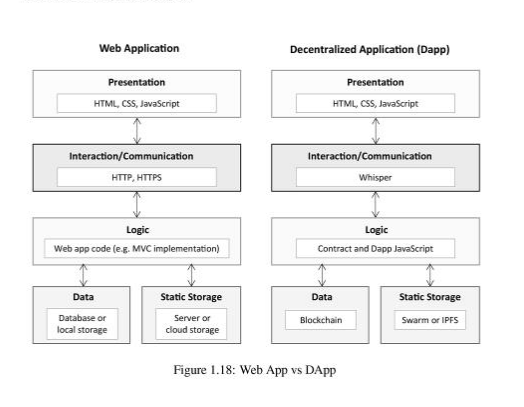 Web Application
Presentation
HTML, CSS, JavaScript
Interaction/Communication
HTTP, HTTPS
Logic
Web app code (e.g. MVC implementation)
Data
Database or
local storage
Static Storage
Server or
cloud storage
Decentralized Application (Dapp)
Presentation
HTML, CSS, JavaScript
Interaction/Communication
Whisper
Logic
Contract and Dapp JavaScript
Data
Blockchain
Static Storage
Swarm or IPFS
Figure 1.18: Web App vs DApp